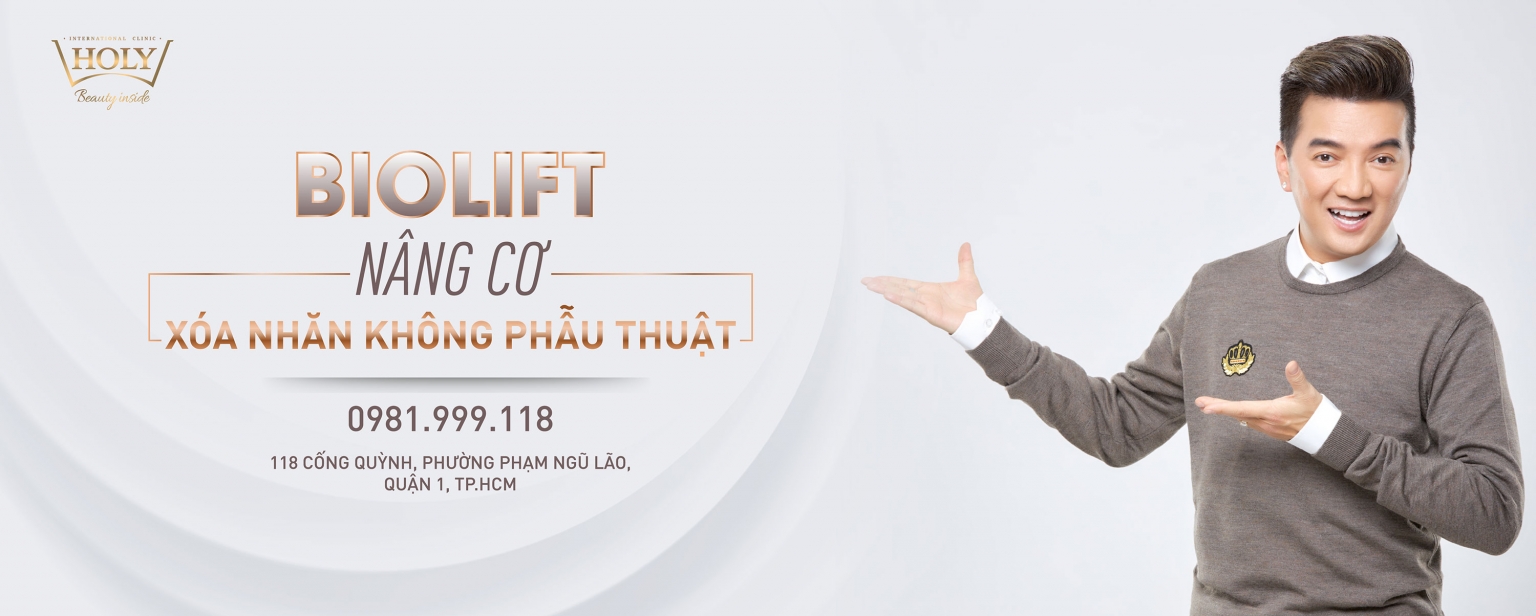 • INTERNATIONAL CLINIC •
HOLY
Beauty inside
BIOLIFT
NÂNG CƠ
XÓA NHĂN KHÔNG PHẪU THUẬT
0981.999.118
118 CỐNG QUỲNH, PHƯỜNG PHẠM NGŨ LÃO,
QUẬN 1, TP.HCM